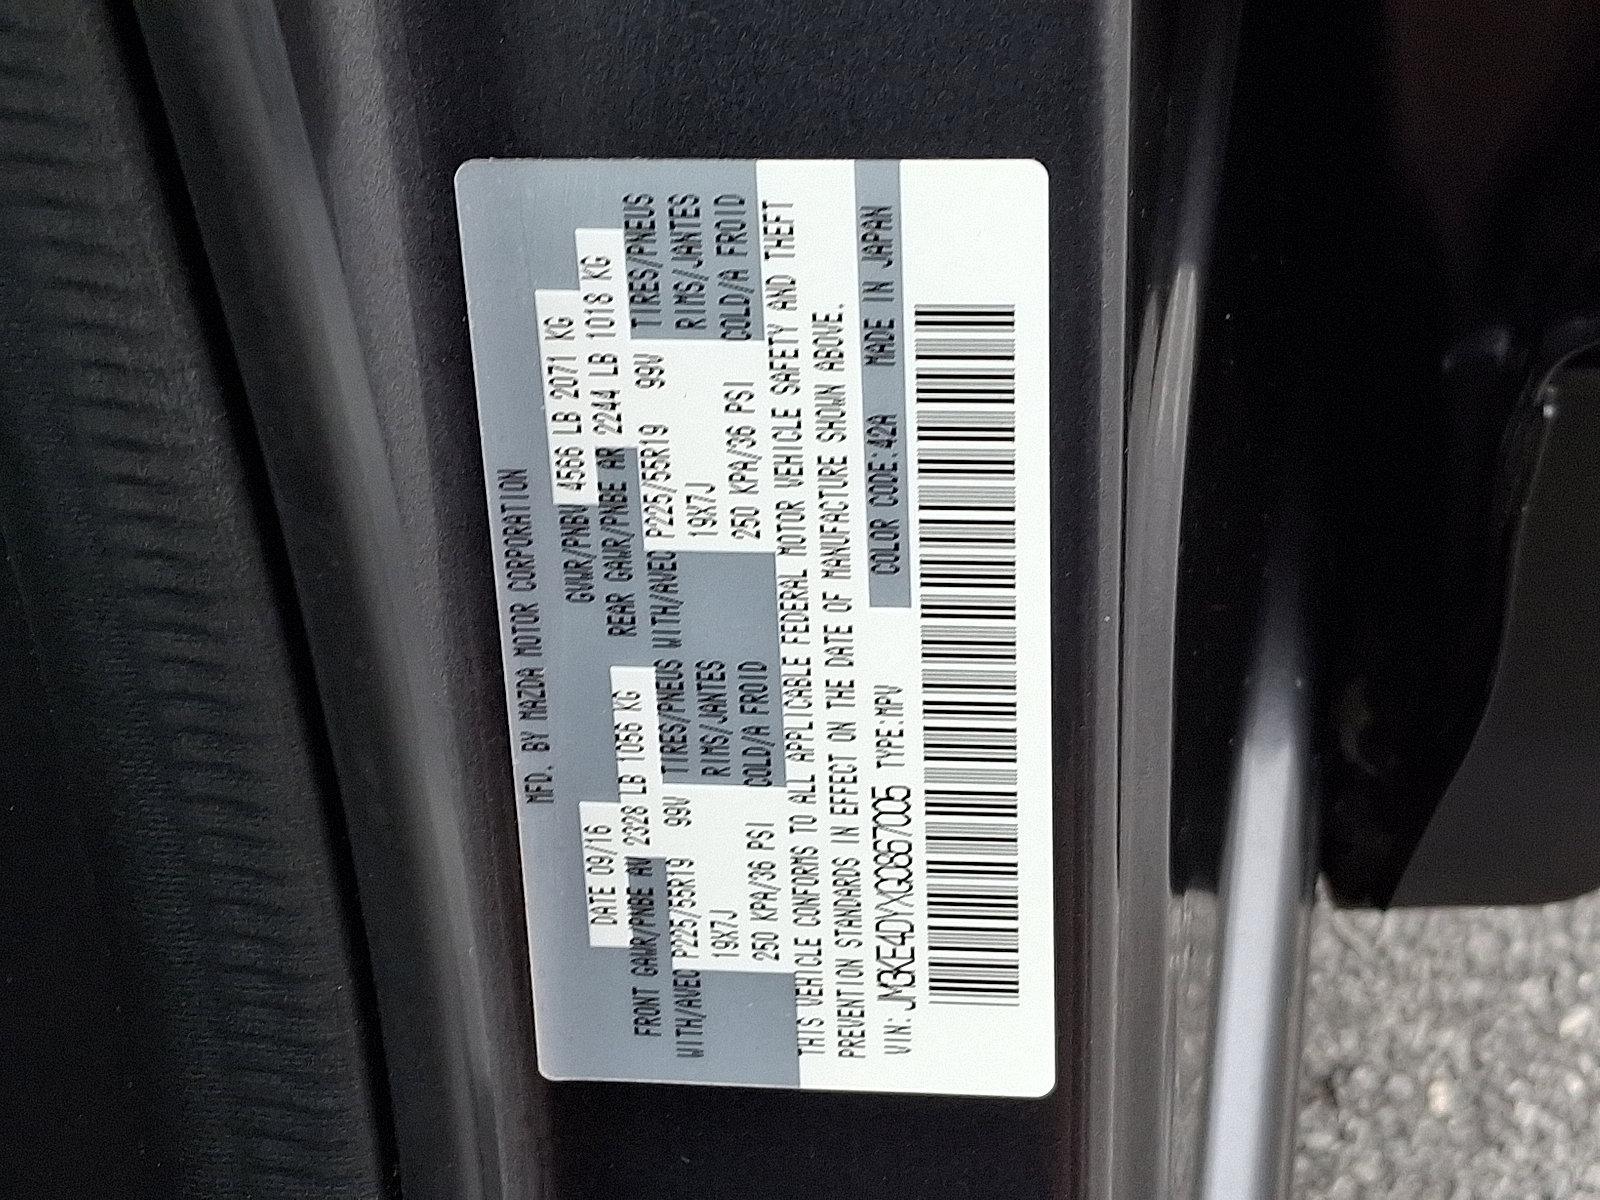 MFD. BY MAZDA MOTOR CORPORATION
DATE 09/16 GVWR/PNBV 4566 LB 2071 KG
FRONT GAWR/PNBE AV 2328 LB 1056 KG REAR GAWR/PNBE AR 2244 LB 1018 KG
WITH/AVEC P225/55R19 99V TIRES/PNEUS WITH/AVEC P225/55R19 99V TIRES/PNEUS
19X7J RIMS/JANTES 19X7J RIMS/JANTES
250 KPA/36 PSI COLD/A FROID 250 KPA/36 PSI COLD/A FROID
THIS VEHICLE CONFORMS TO ALL APPLICABLE FEDERAL MOTOR VEHICLE SAFETY AND THEFT
PREVENTION STANDARDS IN EFFECT ON THE DATE OF MANUFACTURE SHOWN ABOVE.
VIN: JM3KE4DYXG0867005 TYPE:MPV COLOR CODE:42A MADE IN JAPAN